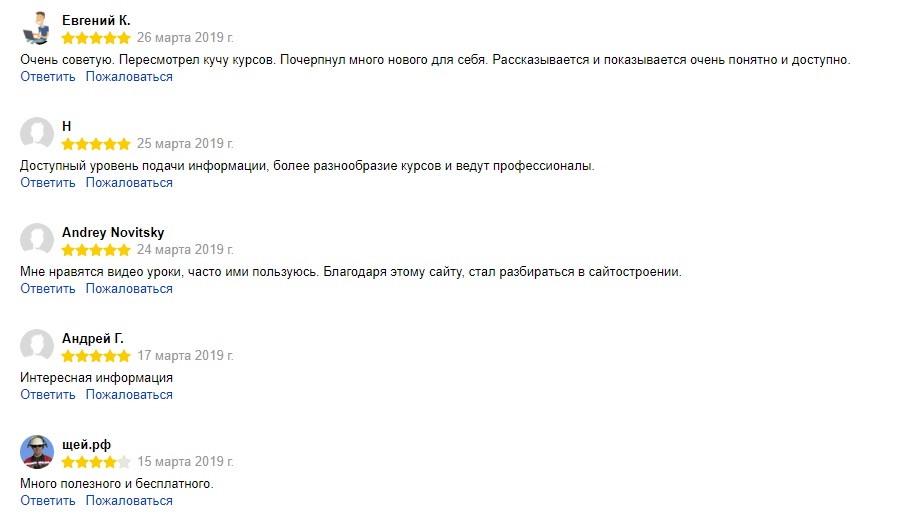 Евгений К.
26 марта 2019 г.
Очень советую. Пересмотрел кучу курсов. Почерпнул много нового для себя. Рассказывается и показывается очень понятно и доступно.
Ответить Пожаловаться
Н
25 марта 2019 г.
Доступный уровень подачи информации, более разнообразие курсов и ведут профессионалы.
Ответить Пожаловаться
Andrey Novitsky
24 марта 2019 г.
Мне нравятся видео уроки, часто ими пользуюсь. Благодаря этому сайту, стал разбираться в сайтостроении.
Ответить Пожаловаться
Андрей Г.
17 марта 2019 г.
Интересная информация
Ответить Пожаловаться
щей.рф
15 марта 2019 г.
Много полезного и бесплатного.
Ответить Пожаловаться